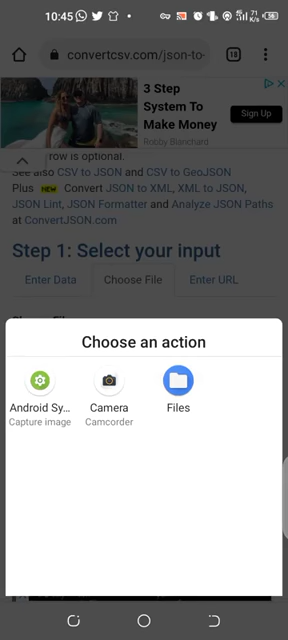 10:45
convertcsv.com/json-to-
18
3 Step
System To
Make Money
Sign Up
Robby Blanchard
row is optional.
See also CSV to JSON and CSV to GeoJSON
Plus NEW Convert JSON to XML, XML to JSON,
JSON Lint, JSON Formatter and Analyze JSON Paths
at ConvertJSON.com
Step 1: Select your input
Enter Data Choose File Enter URL
Choose an action
Android Sy... Camera Files
Capture image Camcorder